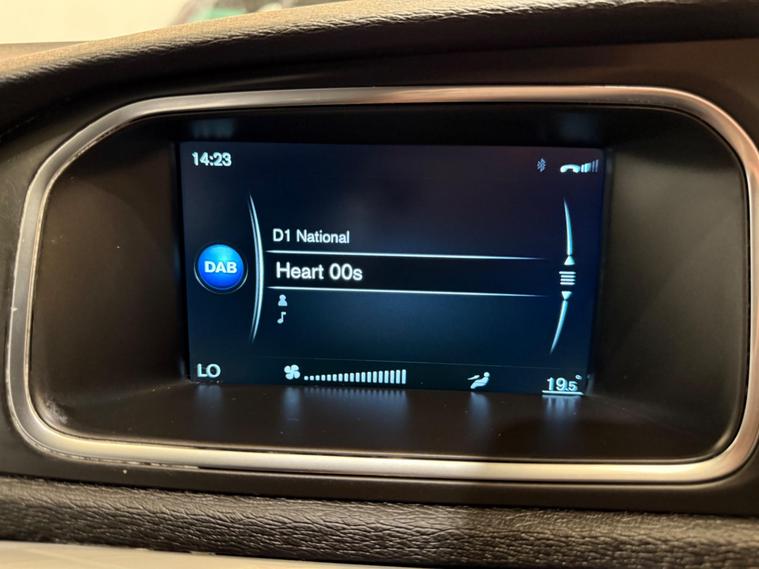 14:23
D1 National
DAB
Heart 00s
LO
19.5°